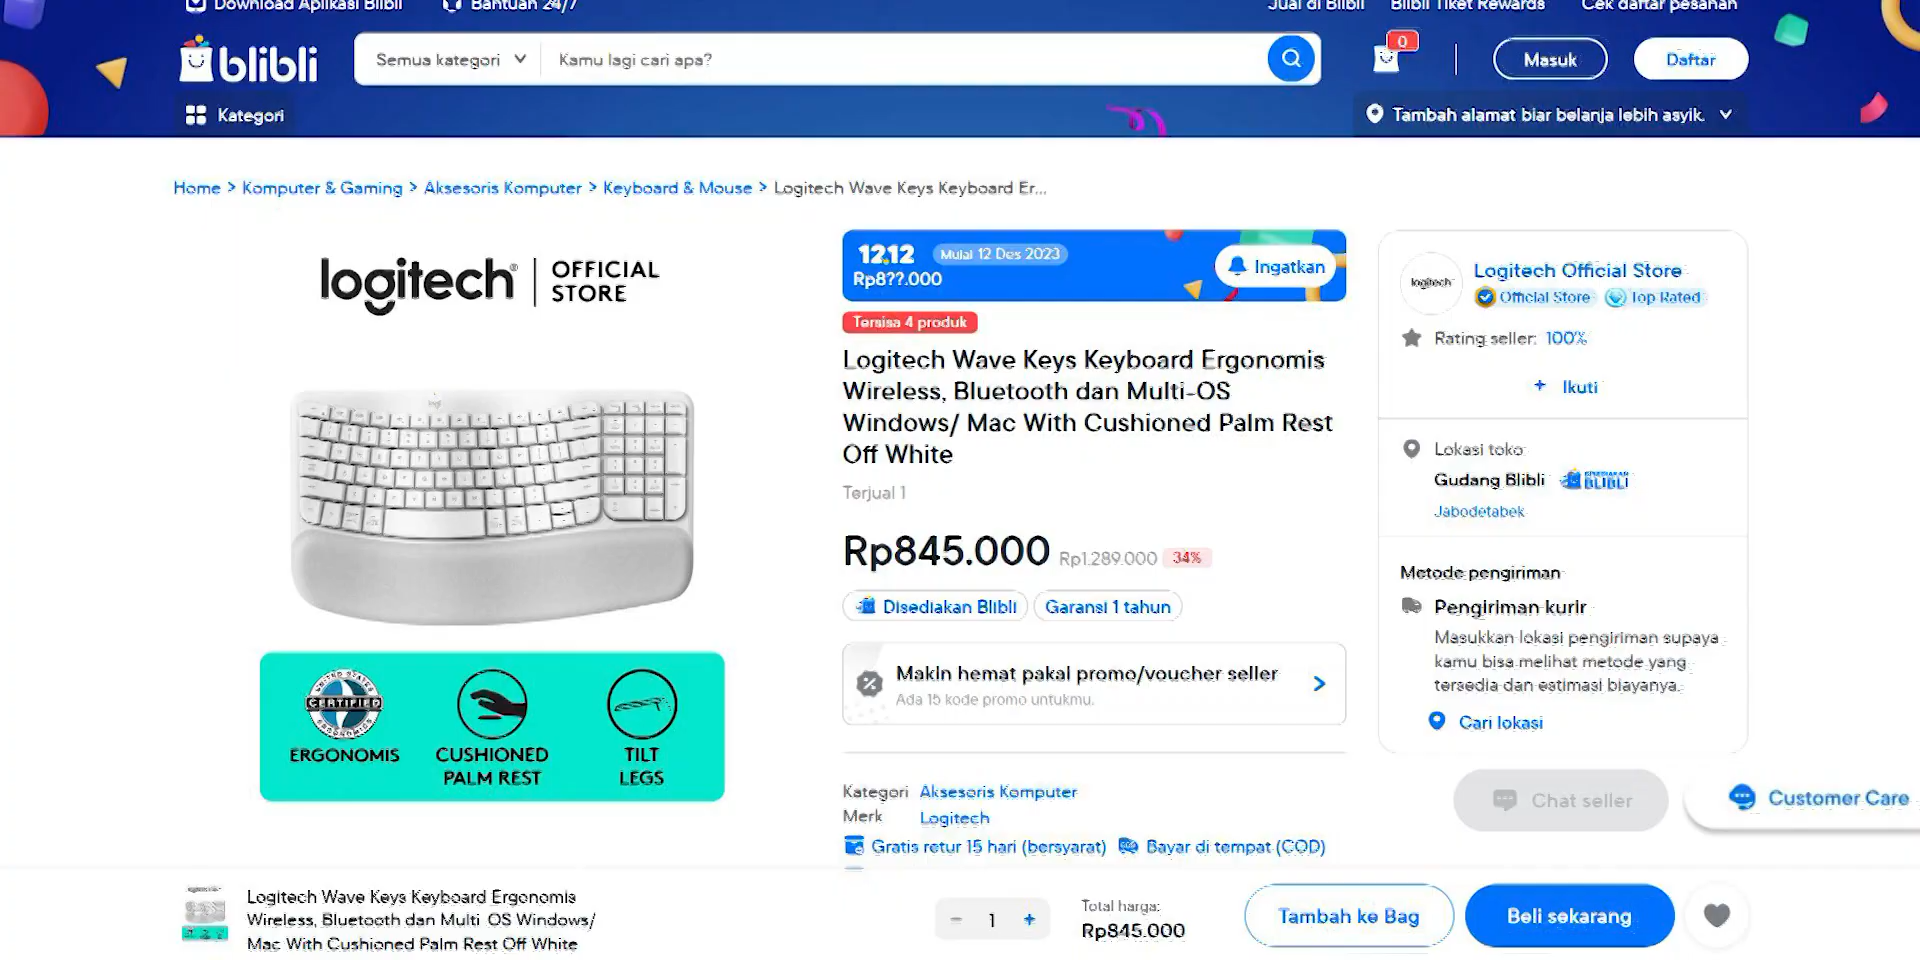 Download Aplikasi Blibli
Bantuan 24/7
Jual di Blibli
Blibli Tiket Rewards
Cek daftar pesanan
blibli
Semua kategori
Kamu lagi cari apa?
0
Masuk
Daftar
Kategori
Tambah alamat biar belanja lebih asyik.
Home > Komputer & Gaming > Aksesoris Komputer > Keyboard & Mouse > Logitech Wave Keys Keyboard Er...
logitech® | OFFICIAL
STORE
logi
CERTIFIED
ERGONOMIS
CUSHIONED
PALM REST
TILT
LEGS
12.12
Mulai 12 Des 2023
Rp8??.000
Ingatkan
Tersisa 4 produk
Logitech Wave Keys Keyboard Ergonomis
Wireless, Bluetooth dan Multi-OS
Windows/ Mac With Cushioned Palm Rest
Off White
Terjual 1
Rp845.000 Rp1.289.000 34%
Disediakan Blibli
Garansi 1 tahun
Makin hemat pakai promo/voucher seller
Ada 15 kode promo untukmu.
Kategori Aksesoris Komputer
Merk Logitech
Gratis retur 15 hari (bersyarat) Bayar di tempat (COD)
logitech
Logitech Official Store
Official Store Top Rated
Rating seller: 100%
+ Ikuti
Lokasi toko
Gudang Blibli
BLIBLI
Jabodetabek
Metode pengiriman
Pengiriman kurir
Masukkan lokasi pengiriman supaya
kamu bisa melihat metode yang
tersedia dan estimasi biayanya.
Cari lokasi
Chat seller
Customer Care
Logitech Wave Keys Keyboard Ergonomis
Wireless, Bluetooth dan Multi-OS Windows/
Mac With Cushioned Palm Rest Off White
− 1 +
Total harga:
Rp845.000
Tambah ke Bag
Beli sekarang